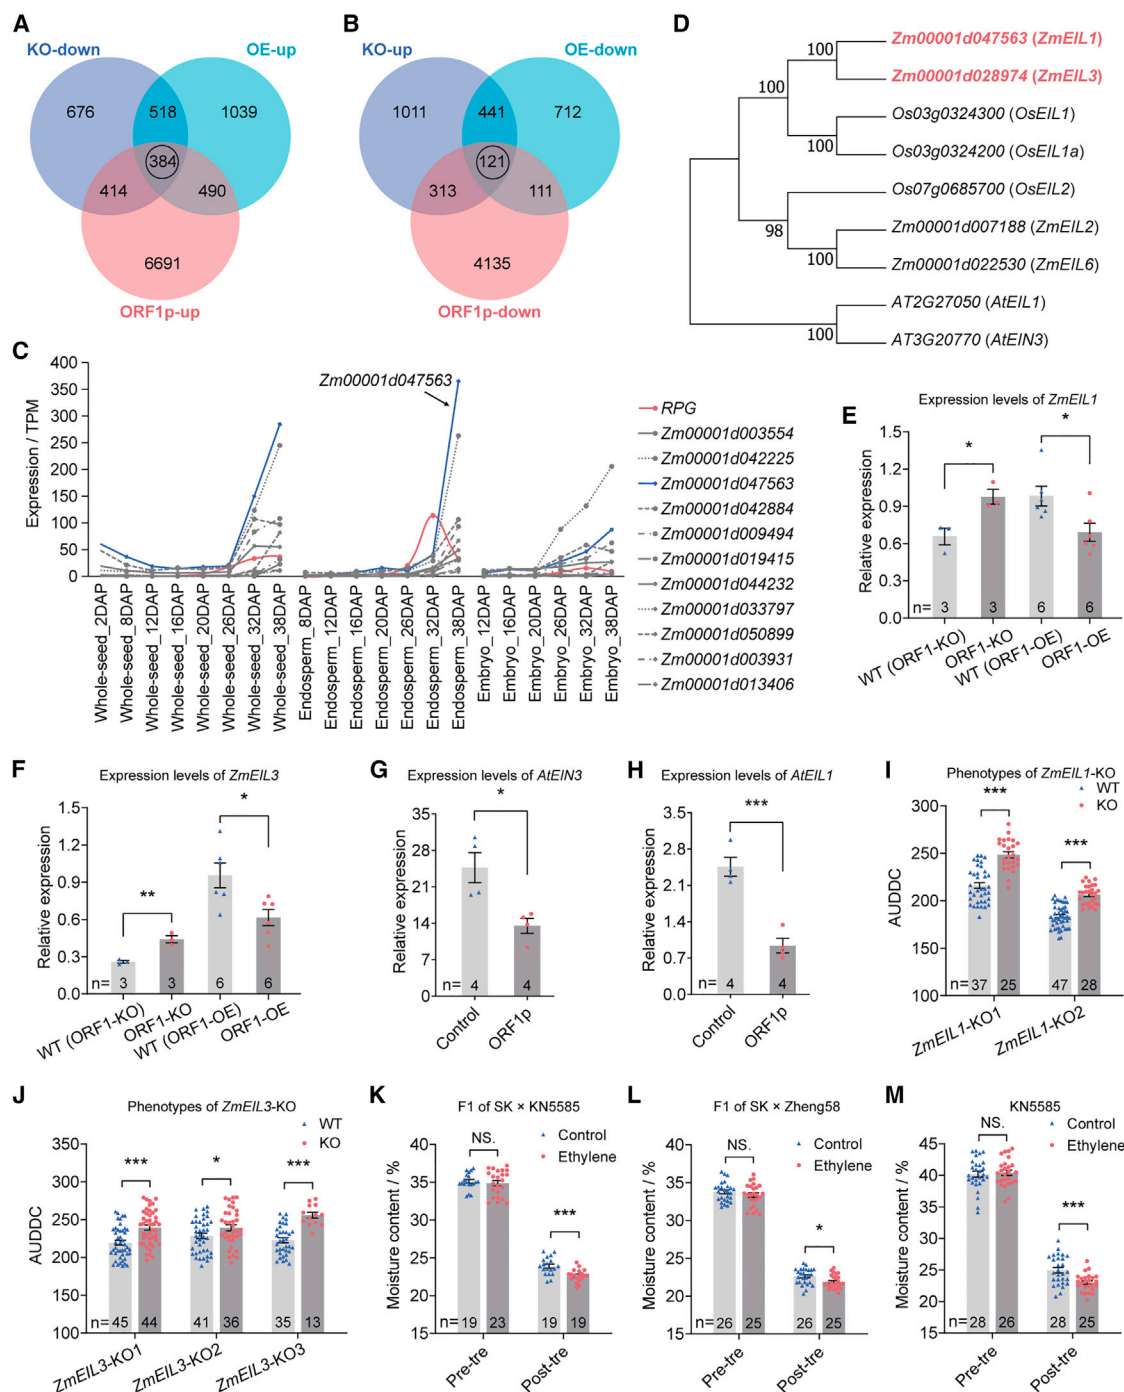 A
KO-down
OE-up
676
518
1039
384
414
490
6691
ORF1p-up
B
KO-up
OE-down
1011
441
712
121
313
111
4135
ORF1p-down
D
100
100
100
98
100
100
Zm00001d047563 (ZmEIL1)
Zm00001d028974 (ZmEIL3)
Os03g0324300 (OsEIL1)
Os03g0324200 (OsEIL1a)
Os07g0685700 (OsEIL2)
Zm00001d007188 (ZmEIL2)
Zm00001d022530 (ZmEIL6)
AT2G27050 (AtEIL1)
AT3G20770 (AtEIN3)
C
Expression / TPM
400
350
300
250
200
150
100
50
0
Zm00001d047563
Whole-seed_2DAP
Whole-seed_8DAP
Whole-seed_12DAP
Whole-seed_16DAP
Whole-seed_20DAP
Whole-seed_26DAP
Whole-seed_32DAP
Whole-seed_38DAP
Endosperm_8DAP
Endosperm_12DAP
Endosperm_16DAP
Endosperm_20DAP
Endosperm_26DAP
Endosperm_32DAP
Endosperm_38DAP
Embryo_12DAP
Embryo_16DAP
Embryo_20DAP
Embryo_26DAP
Embryo_32DAP
Embryo_38DAP
RPG
Zm00001d003554
Zm00001d042225
Zm00001d047563
Zm00001d042884
Zm00001d009494
Zm00001d019415
Zm00001d044232
Zm00001d033797
Zm00001d050899
Zm00001d003931
Zm00001d013406
E
Expression levels of ZmEIL1
Relative expression
1.5
1.2
0.9
0.6
0.3
0.0
*
*
n= 3 3 6 6
WT (ORF1-KO)
ORF1-KO
WT (ORF1-OE)
ORF1-OE
F
Expression levels of ZmEIL3
Relative expression
1.5
1.2
0.9
0.6
0.3
0.0
**
*
n= 3 3 6 6
WT (ORF1-KO)
ORF1-KO
WT (ORF1-OE)
ORF1-OE
G
Expression levels of AtEIN3
Relative expression
35
28
21
14
7
0
*
n= 4 4
Control
ORF1p
H
Expression levels of AtEIL1
Relative expression
3.5
2.8
2.1
1.4
0.7
0.0
***
n= 4 4
Control
ORF1p
I
Phenotypes of ZmEIL1-KO
WT
KO
AUDDC
300
250
200
150
100
***
***
n= 37 25 47 28
ZmEIL1-KO1
ZmEIL1-KO2
J
Phenotypes of ZmEIL3-KO
WT
KO
AUDDC
350
300
250
200
150
100
***
*
***
n= 45 44 41 36 35 13
ZmEIL3-KO1
ZmEIL3-KO2
ZmEIL3-KO3
K
F1 of SK × KN5585
Control
Ethylene
Moisture content / %
40
35
30
25
20
15
NS.
***
n= 19 23 19 19
Pre-tre
Post-tre
L
F1 of SK × Zheng58
Control
Ethylene
Moisture content / %
40
35
30
25
20
15
NS.
*
n= 26 25 26 25
Pre-tre
Post-tre
M
KN5585
Control
Ethylene
Moisture content / %
45
40
35
30
25
20
15
NS.
***
n= 28 26 28 25
Pre-tre
Post-tre